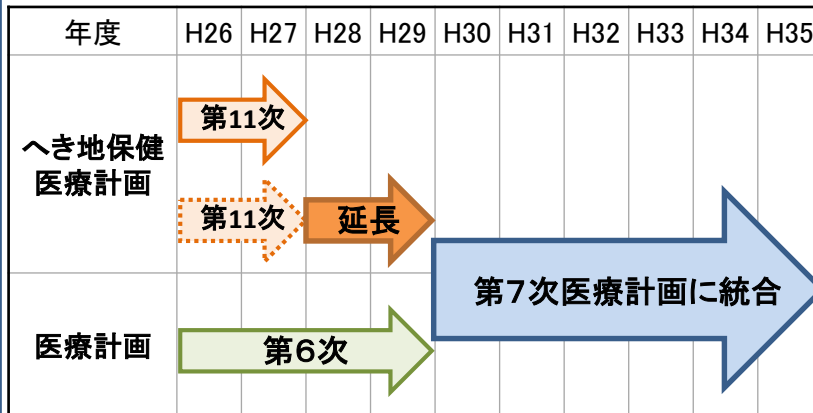 年度 H26 H27 H28 H29 H30 H31 H32 H33 H34 H35
へき地保健
医療計画
第11次
第11次
延長
第7次医療計画に統合
医療計画
第6次